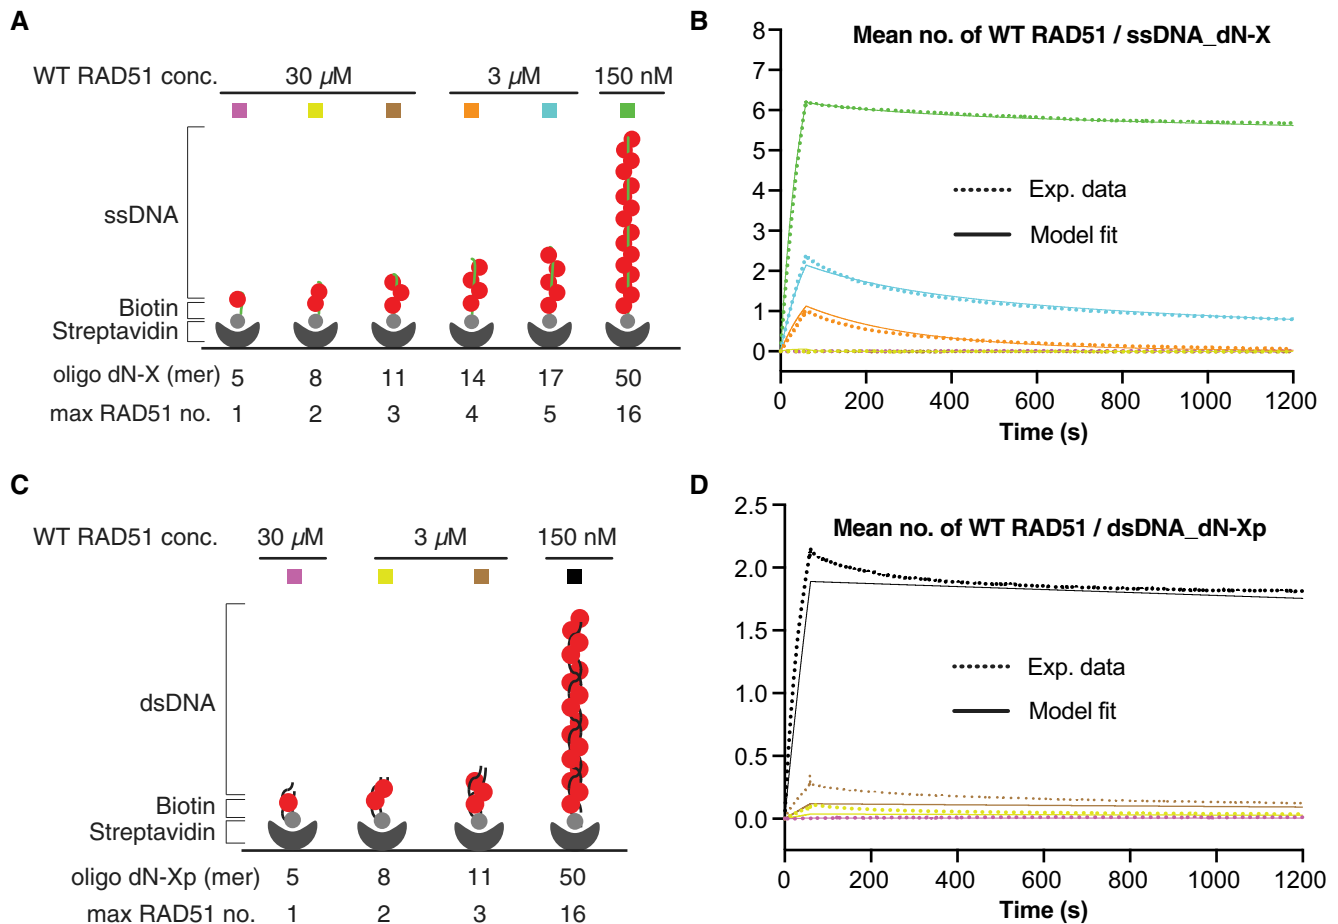 A
WT RAD51 conc. 30 µM 3 µM 150 nM
ssDNA
Biotin
Streptavidin
oligo dN-X (mer) 5 8 11 14 17 50
max RAD51 no. 1 2 3 4 5 16
B
Mean no. of WT RAD51 / ssDNA_dN-X
8
7
6
5
4
3
2
1
0
Exp. data
Model fit
0 200 400 600 800 1000 1200
Time (s)
C
WT RAD51 conc. 30 µM 3 µM 150 nM
dsDNA
Biotin
Streptavidin
oligo dN-Xp (mer) 5 8 11 50
max RAD51 no. 1 2 3 16
D
Mean no. of WT RAD51 / dsDNA_dN-Xp
2.5
2.0
1.5
1.0
0.5
0.0
Exp. data
Model fit
0 200 400 600 800 1000 1200
Time (s)